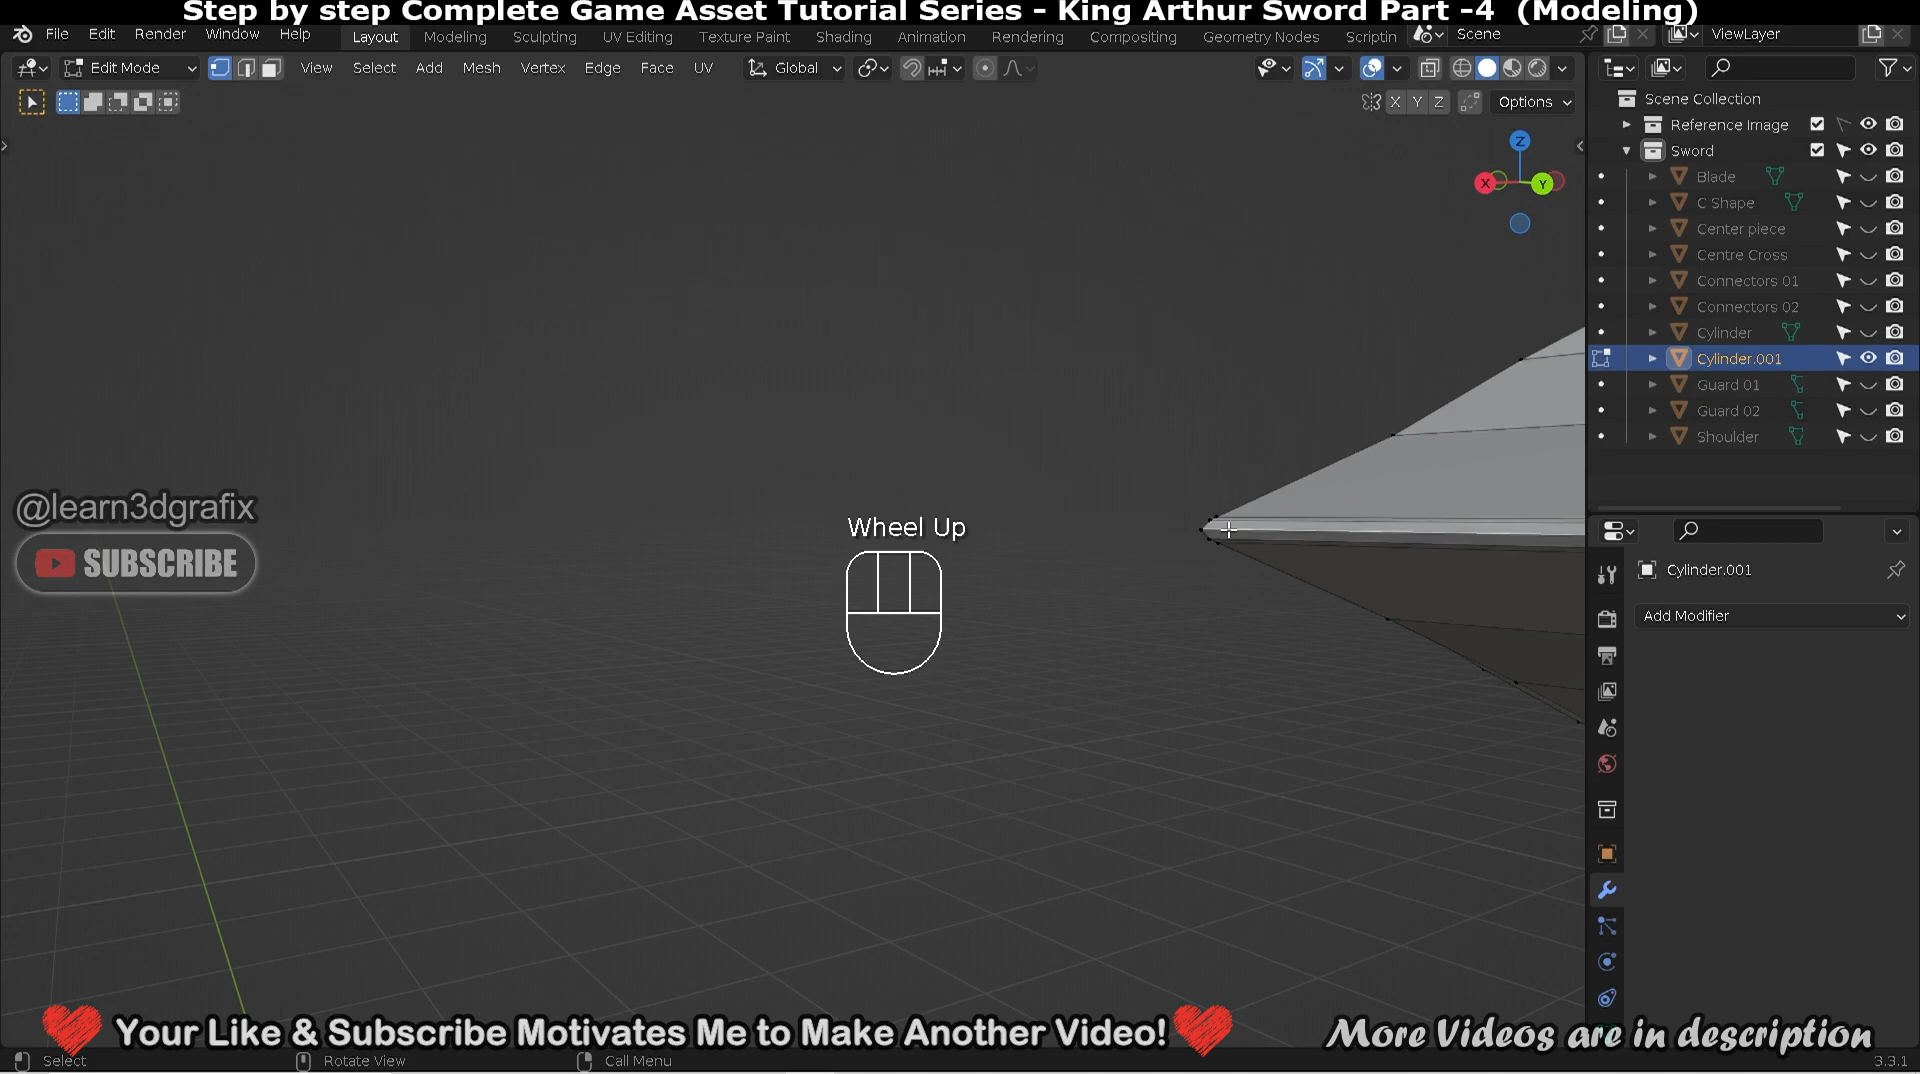 Step by step Complete Game Asset Tutorial Series - King Arthur Sword Part -4 (Modeling)
File Edit Render Window Help Layout Modeling Sculpting UV Editing Texture Paint Shading Animation Rendering Compositing Geometry Nodes Scriptin Scene ViewLayer
Edit Mode View Select Add Mesh Vertex Edge Face UV Global
X Y Z Options
Scene Collection
Reference Image
Sword
Blade
C Shape
Center piece
Centre Cross
Connectors 01
Connectors 02
Cylinder
Cylinder.001
Guard 01
Guard 02
Shoulder
Z
X Y
@learn3dgrafix
SUBSCRIBE
Wheel Up
Cylinder.001
Add Modifier
Your Like & Subscribe Motivates Me to Make Another Video!
More Videos are in description
Select Rotate View Call Menu 3.3.1